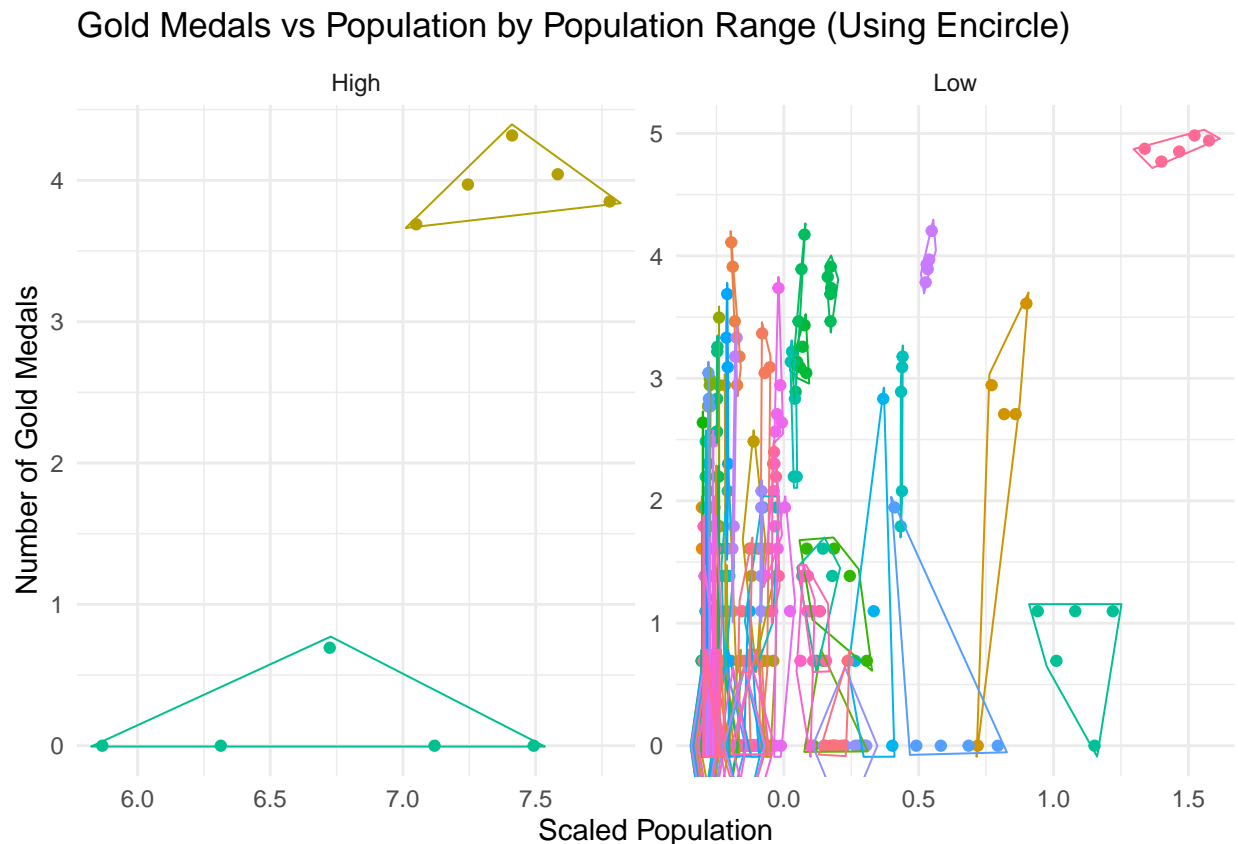 Gold Medals vs Population by Population Range (Using Encircle)
High
Low
Number of Gold Medals
4
3
2
1
0
5
4
3
2
1
0
6.0 6.5 7.0 7.5
0.0 0.5 1.0 1.5
Scaled Population